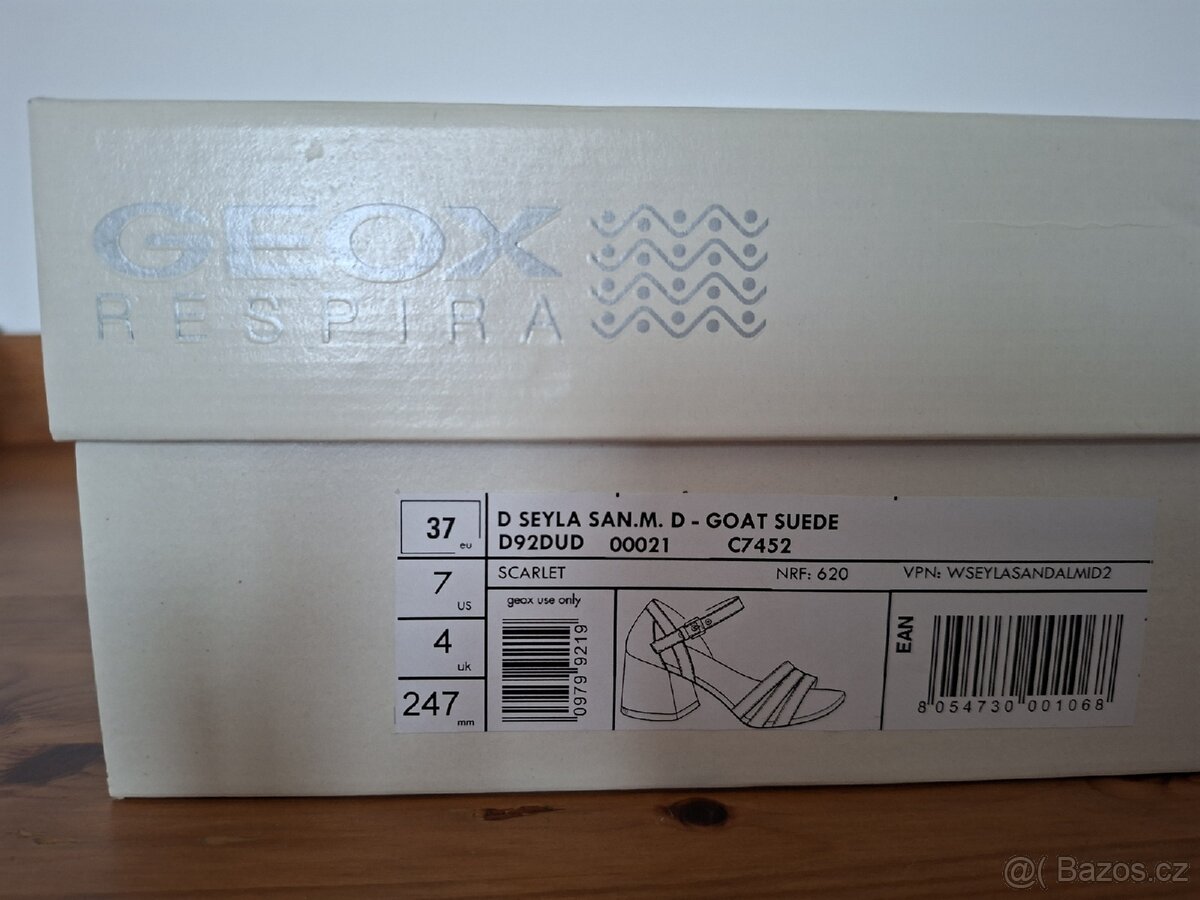 GEOX
RESPIRA
37 eu
D SEYLA SAN.M. D - GOAT SUEDE
D92DUD 00021 C7452
7 US
SCARLET NRF: 620 VPN: WSEYLASANDALMID2
geox use only
0979 9219
EAN
8 054730 001068
4 uk
247 mm
@( Bazos.cz